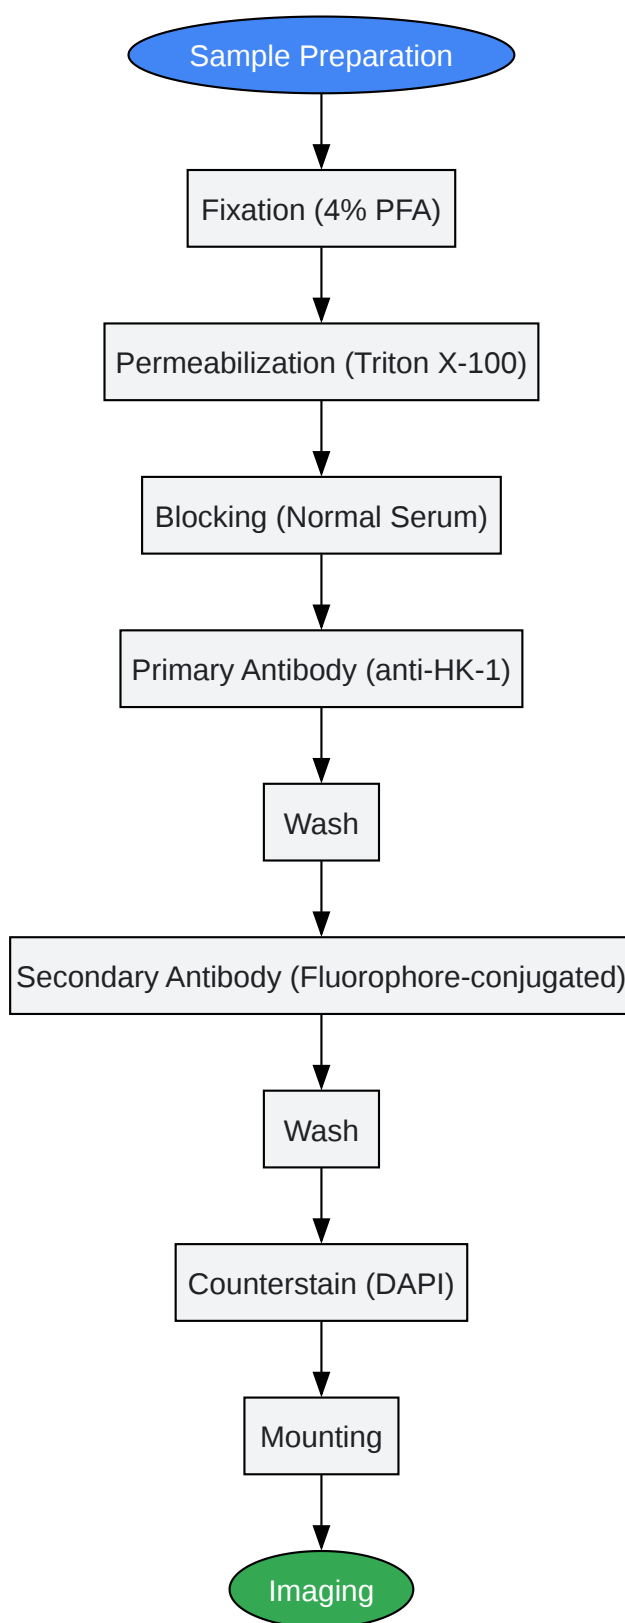 Sample Preparation
Fixation (4% PFA)
Permeabilization (Triton X-100)
Blocking (Normal Serum)
Primary Antibody (anti-HK-1)
Wash
Secondary Antibody (Fluorophore-conjugated)
Wash
Counterstain (DAPI)
Mounting
Imaging